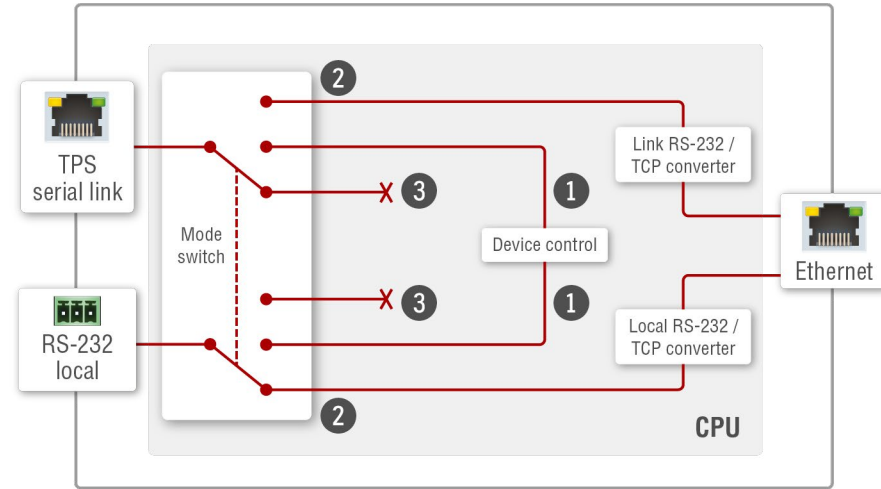 2
TPS
serial link
Link RS-232 /
TCP converter
3
1
Mode
switch
Device control
Ethernet
3
1
RS-232
local
Local RS-232 /
TCP converter
2
CPU